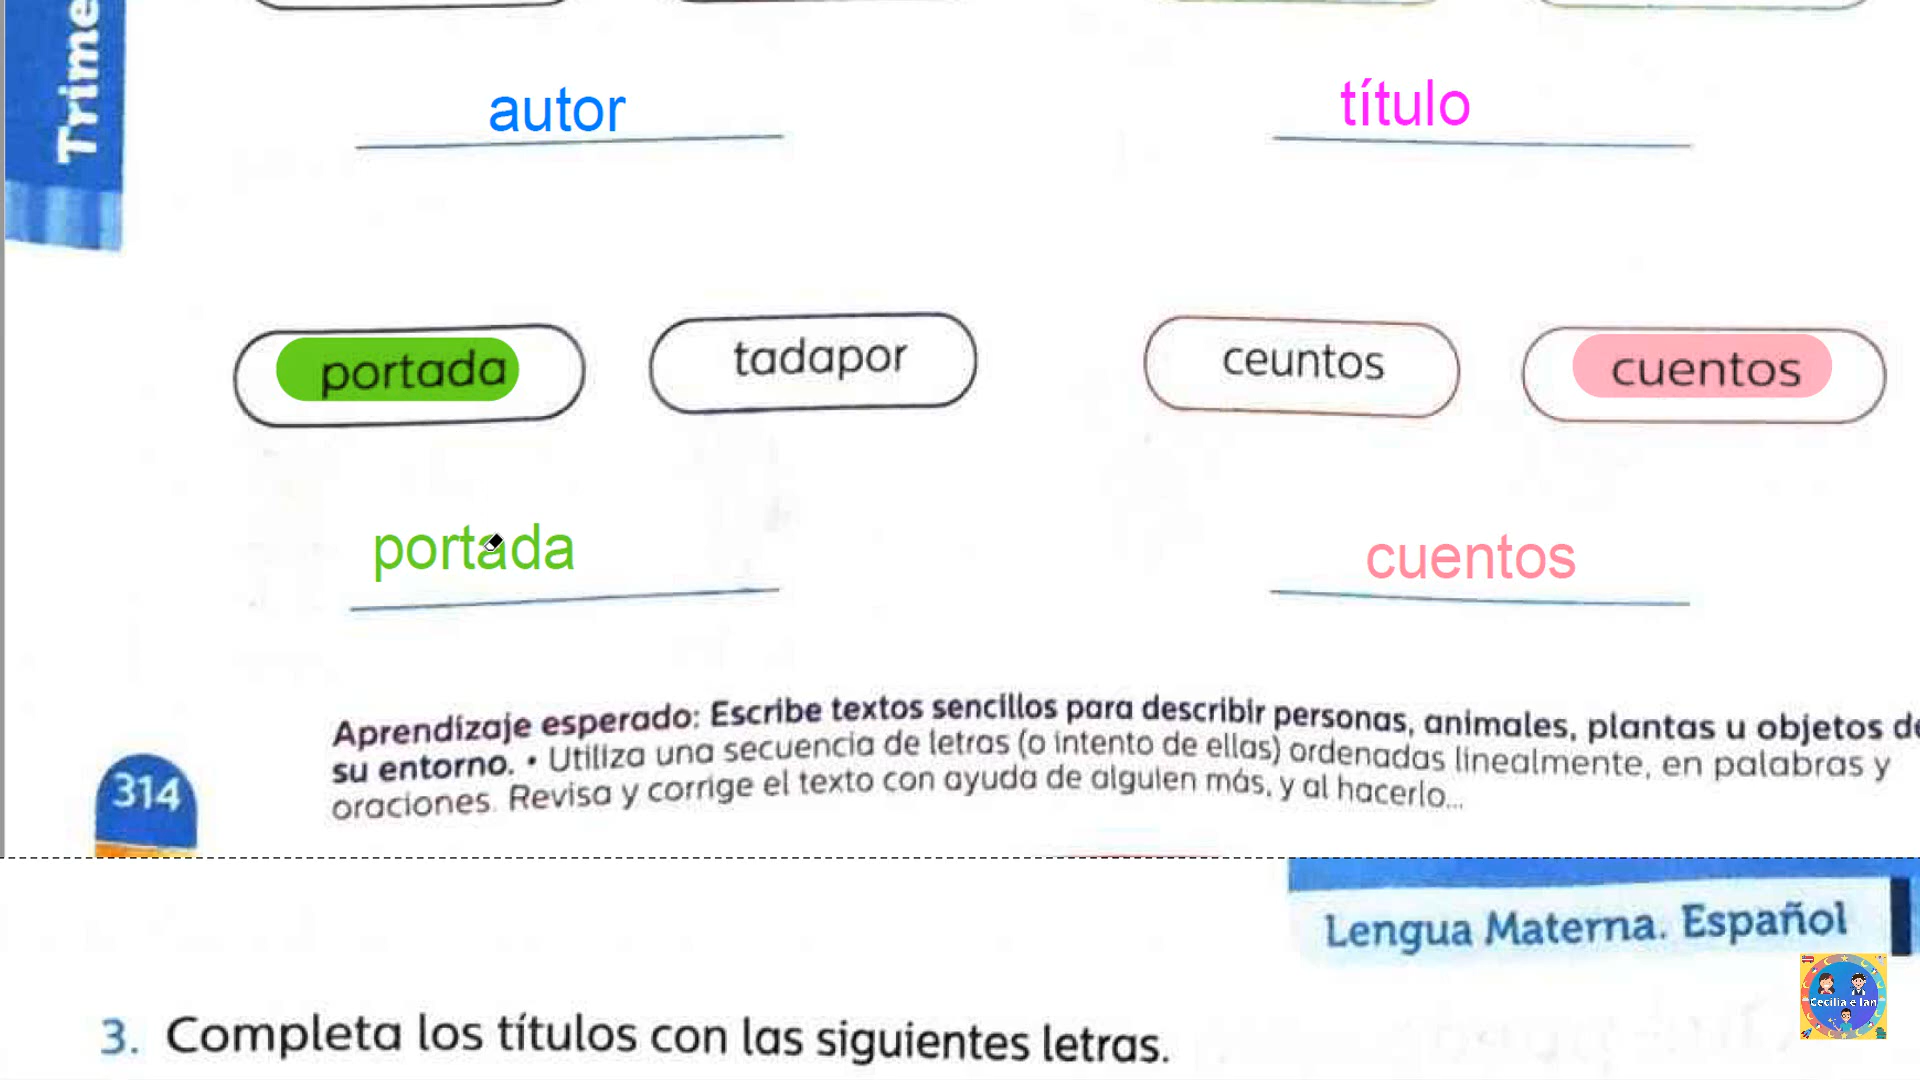 Trime
autor
título
portada
tadapor
ceuntos
cuentos
portada
cuentos
Aprendizaje esperado: Escribe textos sencillos para describir personas, animales, plantas u objetos de
su entorno. • Utiliza una secuencia de letras (o intento de ellas) ordenadas linealmente, en palabras y
oraciones. Revisa y corrige el texto con ayuda de alguien más, y al hacerlo...
314
Lengua Materna. Español
Cecilia e Ian
3. Completa los títulos con las siguientes letras.